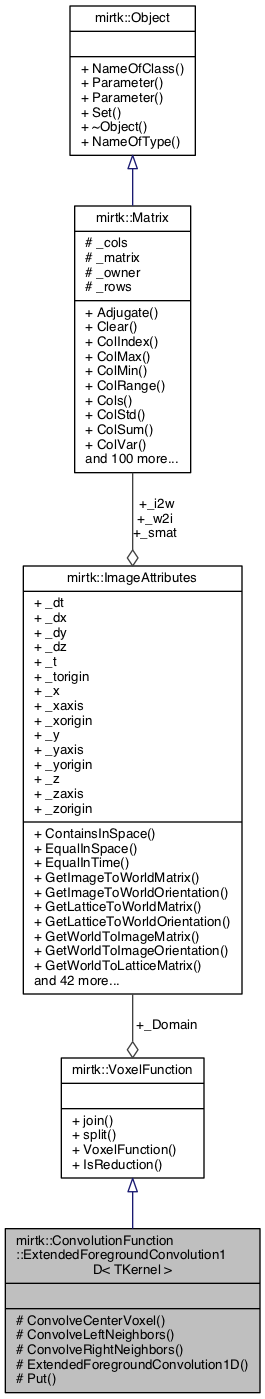 mirtk::Object
+ NameOfClass()
+ Parameter()
+ Parameter()
+ Set()
+ ~Object()
+ NameOfType()
mirtk::Matrix
# _cols
# _matrix
# _owner
# _rows
+ Adjugate()
+ Clear()
+ ColIndex()
+ ColMax()
+ ColMin()
+ ColRange()
+ Cols()
+ ColStd()
+ ColSum()
+ ColVar()
and 100 more...
+_i2w
+_w2i
+_smat
mirtk::ImageAttributes
+ _dt
+ _dx
+ _dy
+ _dz
+ _t
+ _torigin
+ _x
+ _xaxis
+ _xorigin
+ _y
+ _yaxis
+ _yorigin
+ _z
+ _zaxis
+ _zorigin
+ ContainsInSpace()
+ EqualInSpace()
+ EqualInTime()
+ GetImageToWorldMatrix()
+ GetImageToWorldOrientation()
+ GetLatticeToWorldMatrix()
+ GetLatticeToWorldOrientation()
+ GetWorldToImageMatrix()
+ GetWorldToImageOrientation()
+ GetWorldToLatticeMatrix()
and 42 more...
+_Domain
mirtk::VoxelFunction
+ join()
+ split()
+ VoxelFunction()
+ IsReduction()
mirtk::ConvolutionFunction
::ExtendedForegroundConvolution1
D< TKernel >
# ConvolveCenterVoxel()
# ConvolveLeftNeighbors()
# ConvolveRightNeighbors()
# ExtendedForegroundConvolution1D()
# Put()